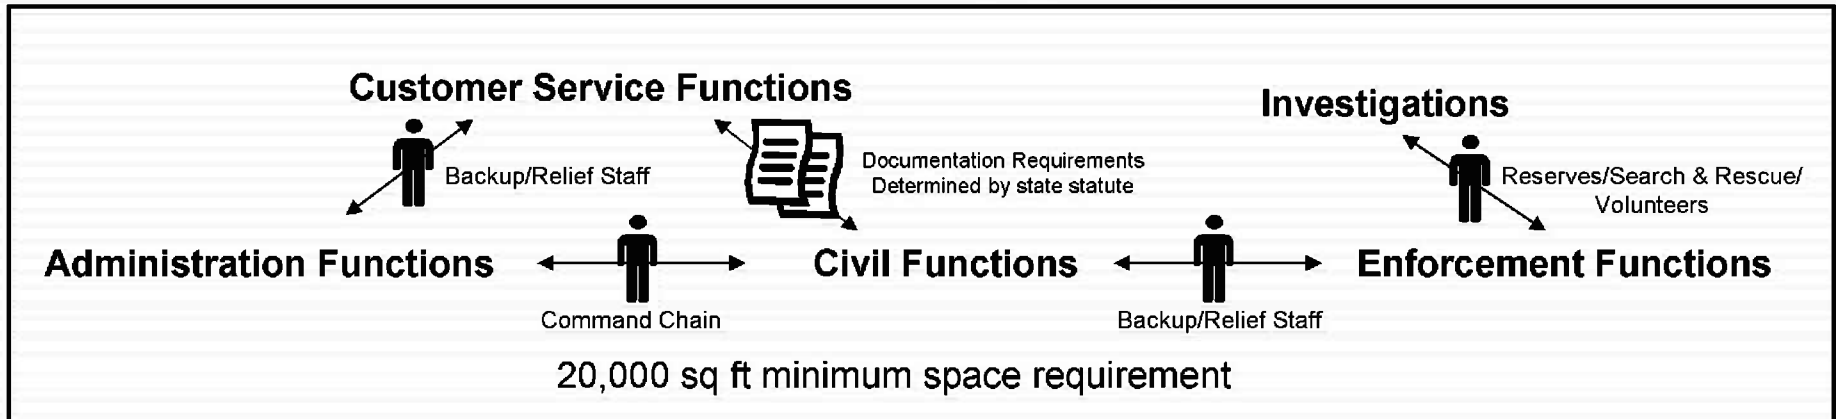 Customer Service Functions
Investigations
Backup/Relief Staff
Documentation Requirements
Determined by state statute
Reserves/Search & Rescue/
Volunteers
Administration Functions
Civil Functions
Enforcement Functions
Command Chain
Backup/Relief Staff
20,000 sq ft minimum space requirement